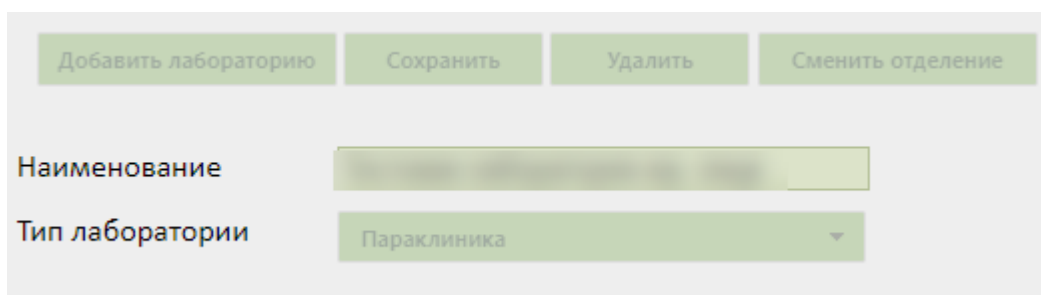 Добавить лабораторию Сохранить Удалить Сменить отделение
Наименование
Тип лаборатории Параклиника